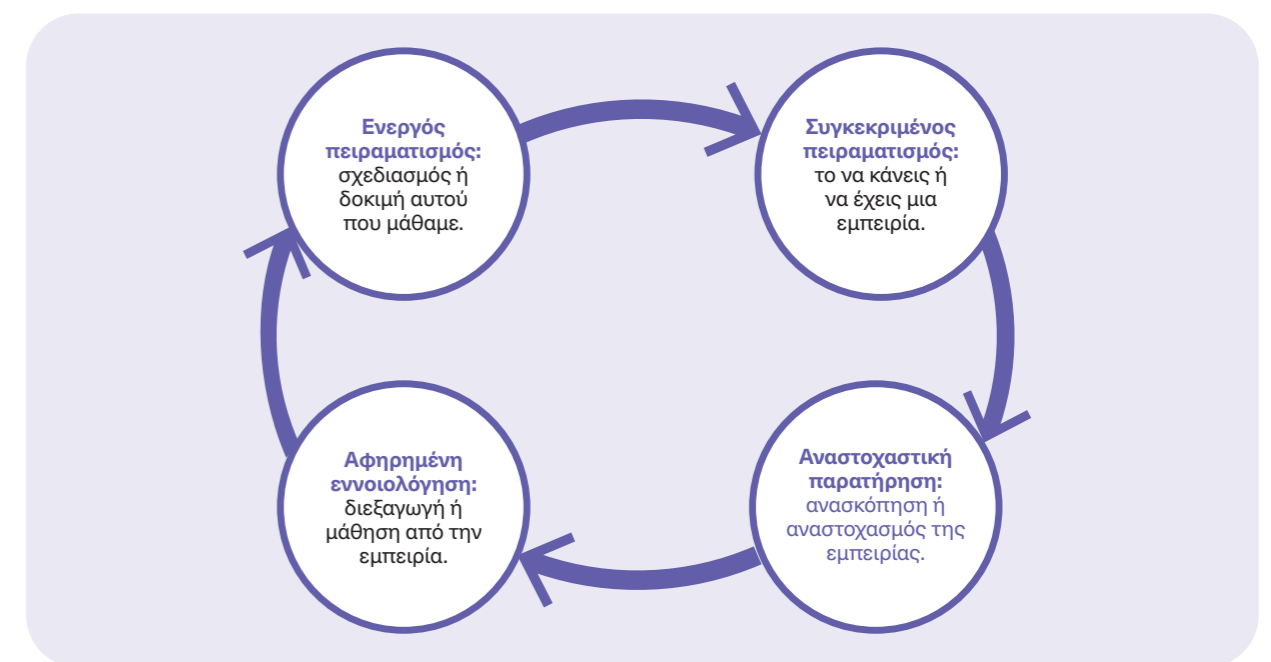 Ενεργός
πειραματισμός:
σχεδιασμός ή
δοκιμή αυτού
που μάθαμε.
Συγκεκριμένος
πειραματισμός:
το να κάνεις ή
να έχεις μια
εμπειρία.
Αφηρημένη
εννοιολόγηση:
διεξαγωγή ή
μάθηση από την
εμπειρία.
Αναστοχαστική
παρατήρηση:
ανασκόπηση ή
αναστοχασμός της
εμπειρίας.